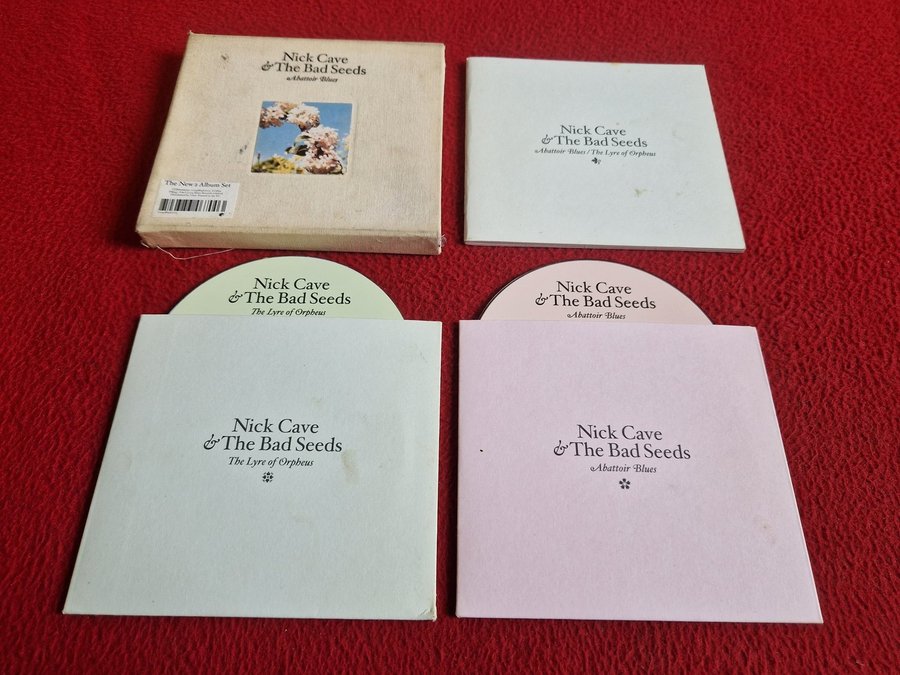 Nick Cave
& The Bad Seeds
Abattoir Blues
The New 2 Album Set
Nick Cave
& The Bad Seeds
Abattoir Blues / The Lyre of Orpheus
Nick Cave
& The Bad Seeds
The Lyre of Orpheus
Nick Cave
& The Bad Seeds
Abattoir Blues
Nick Cave
& The Bad Seeds
The Lyre of Orpheus
Nick Cave
& The Bad Seeds
Abattoir Blues